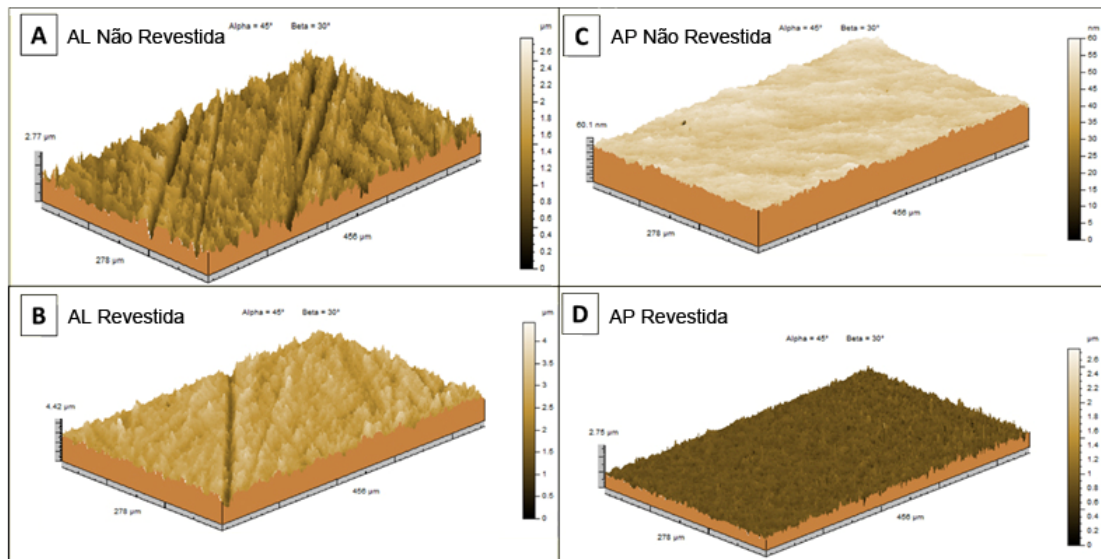 A AL Não Revestida
Alpha = 45° Beta = 30°
µm
2.6
2.4
2.2
2
1.8
1.6
1.4
1.2
1
0.8
0.6
0.4
0.2
0
2.77 µm
278 µm
456 µm
C AP Não Revestida
Alpha = 45° Beta = 30°
nm
60
55
50
45
40
35
30
25
20
15
10
5
0
60.1 nm
278 µm
456 µm
B AL Revestida
Alpha = 45° Beta = 30°
µm
4
3.5
3
2.5
2
1.5
1
0.5
0
4.42 µm
278 µm
456 µm
D AP Revestida
Alpha = 45° Beta = 30°
µm
2.6
2.4
2.2
2
1.8
1.6
1.4
1.2
1
0.8
0.6
0.4
0.2
0
2.75 µm
278 µm
456 µm